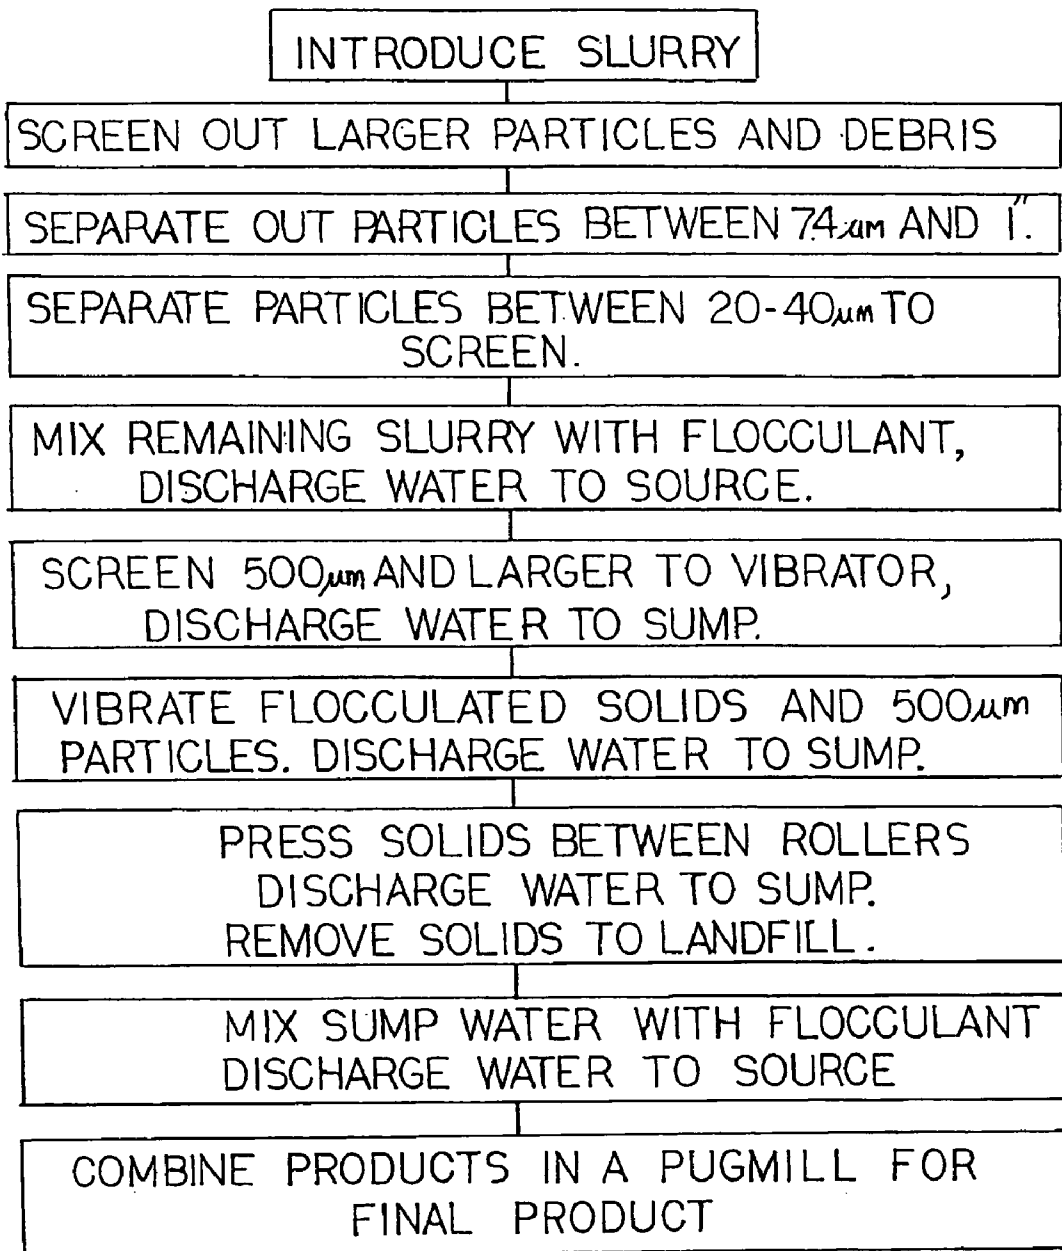 INTRODUCE SLURRY
SCREEN OUT LARGER PARTICLES AND DEBRIS
SEPARATE OUT PARTICLES BETWEEN 74μm AND 1".
SEPARATE PARTICLES BETWEEN 20-40μm TO
SCREEN.
MIX REMAINING SLURRY WITH FLOCCULANT,
DISCHARGE WATER TO SOURCE.
SCREEN 500μm AND LARGER TO VIBRATOR,
DISCHARGE WATER TO SUMP.
VIBRATE FLOCCULATED SOLIDS AND 500μm
PARTICLES. DISCHARGE WATER TO SUMP.
PRESS SOLIDS BETWEEN ROLLERS
DISCHARGE WATER TO SUMP.
REMOVE SOLIDS TO LANDFILL.
MIX SUMP WATER WITH FLOCCULANT
DISCHARGE WATER TO SOURCE
COMBINE PRODUCTS IN A PUGMILL FOR
FINAL PRODUCT